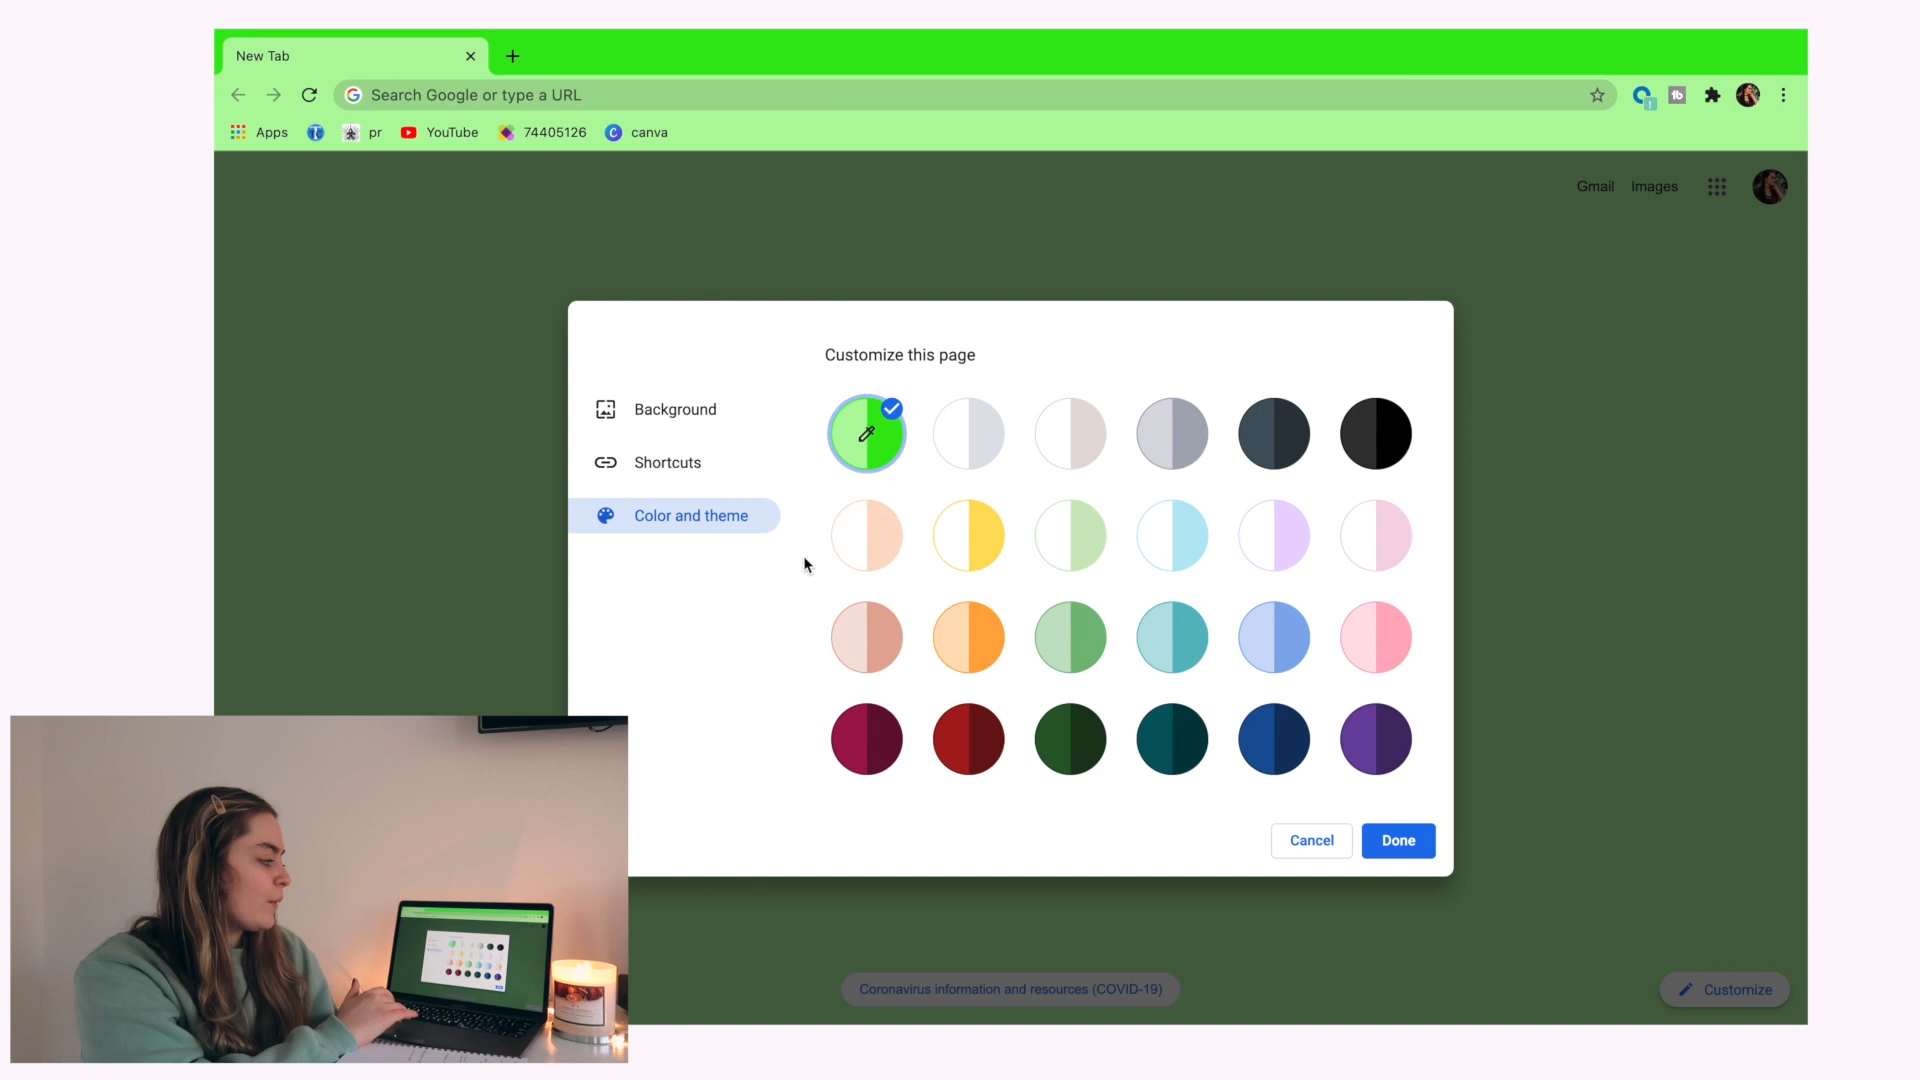 New Tab
Search Google or type a URL
Apps
pr
YouTube
74405126
canva
Gmail
Images
Customize this page
Background
Shortcuts
Color and theme
Cancel
Done
Coronavirus information and resources (COVID-19)
Customize